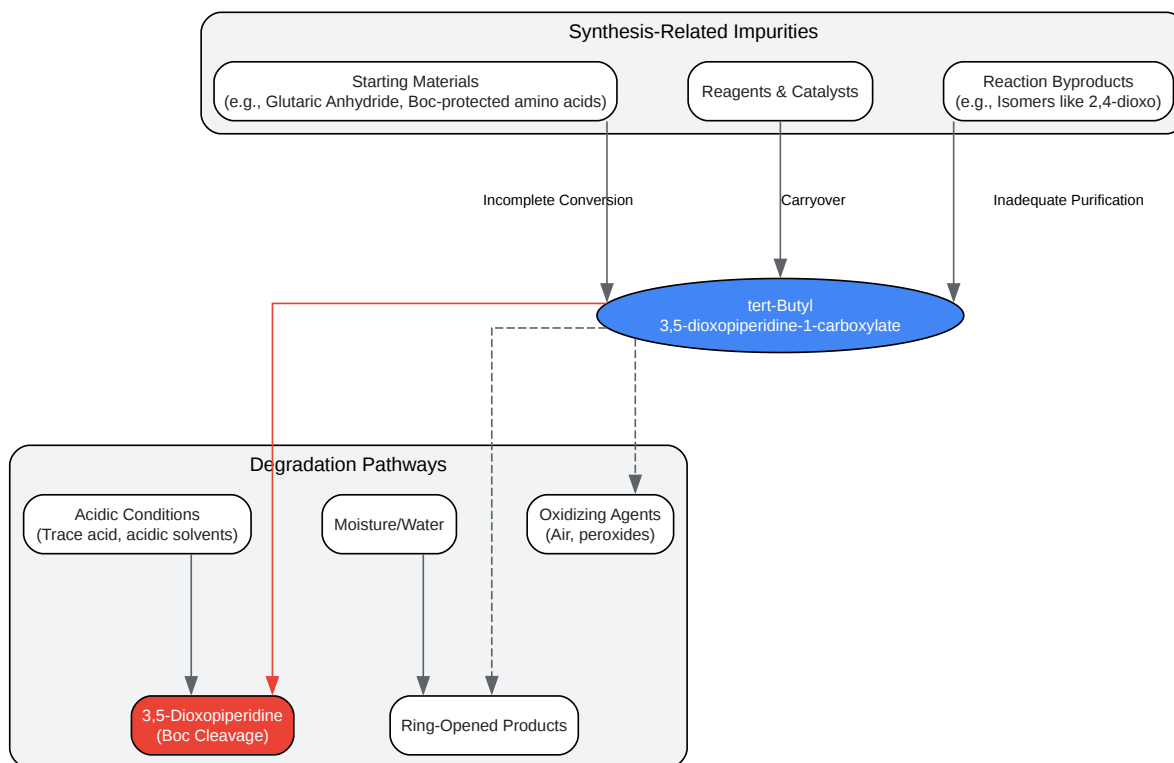 Synthesis-Related Impurities
Starting Materials
(e.g., Glutaric Anhydride, Boc-protected amino acids)
Reagents & Catalysts
Reaction Byproducts
(e.g., Isomers like 2,4-dioxo)
Incomplete Conversion
Carryover
Inadequate Purification
tert-Butyl
3,5-dioxopiperidine-1-carboxylate
Degradation Pathways
Acidic Conditions
(Trace acid, acidic solvents)
Moisture/Water
Oxidizing Agents
(Air, peroxides)
3,5-Dioxopiperidine
(Boc Cleavage)
Ring-Opened Products